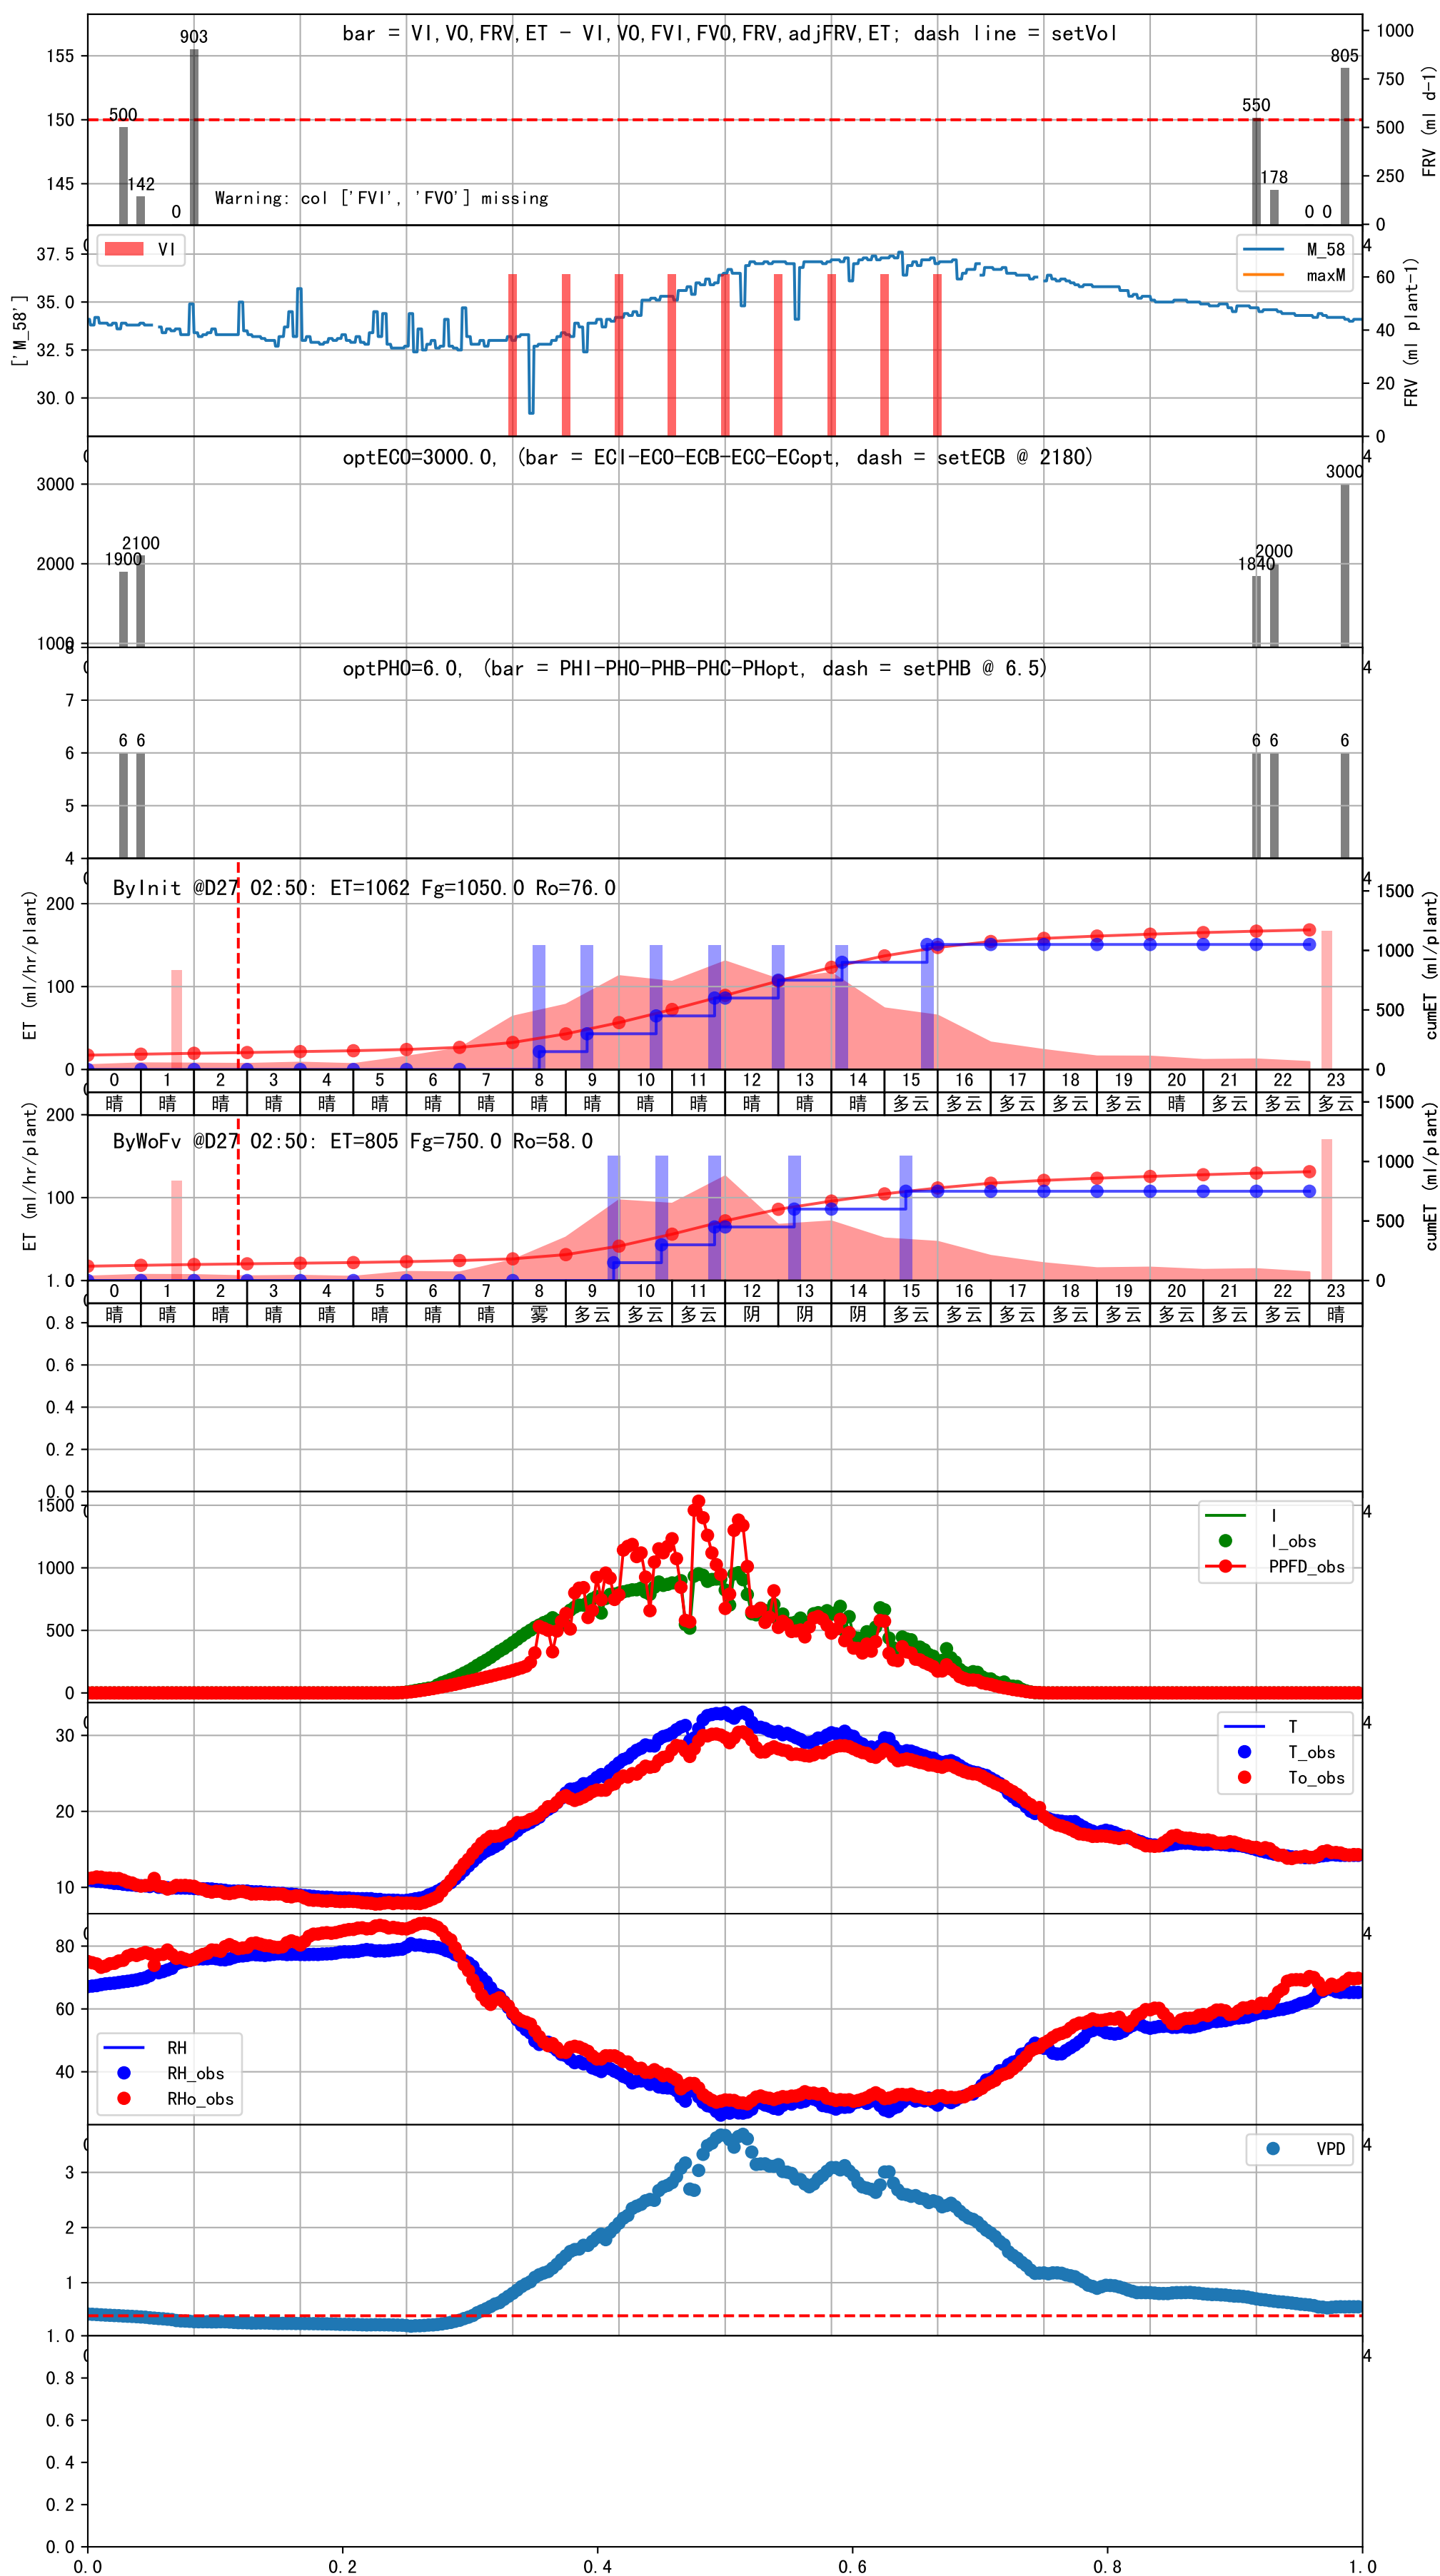 bar = VI,VO,FRV,ET - VI,VO,FVI,FVO,FRV,adjFRV,ET; dash line = setVol
903
500
142
0
Warning: col ['FVI', 'FVO'] missing
550
178
0 0
805
155
150
145
1000
750
500
250
0
FRV (ml d-1)
VI
M_58
maxM
37.5
35.0
32.5
30.0
['M_58']
60
40
20
0
FRV (ml plant-1)
optECO=3000.0, (bar = ECI-ECO-ECB-ECC-ECopt, dash = setECB @ 2180)
1900
2100
1840
2000
3000
3000
2000
1000
optPHO=6.0, (bar = PHI-PHO-PHB-PHC-PHopt, dash = setPHB @ 6.5)
6 6
6 6
6
8
7
6
5
4
ByInit @D27 02:50: ET=1062 Fg=1050.0 Ro=76.0
200
100
0
ET (ml/hr/plant)
1500
1000
500
0
cumET (ml/plant)
0 1 2 3 4 5 6 7 8 9 10 11 12 13 14 15 16 17 18 19 20 21 22 23
晴 晴 晴 晴 晴 晴 晴 晴 晴 晴 晴 晴 晴 晴 晴 多云 多云 多云 多云 多云 晴 多云 多云 多云
ByWoFv @D27 02:50: ET=805 Fg=750.0 Ro=58.0
200
100
ET (ml/hr/plant)
1500
1000
500
0
cumET (ml/plant)
0 1 2 3 4 5 6 7 8 9 10 11 12 13 14 15 16 17 18 19 20 21 22 23
晴 晴 晴 晴 晴 晴 晴 晴 雾 多云 多云 多云 阴 阴 阴 多云 多云 多云 多云 多云 多云 多云 多云 晴
1.0
0.8
0.6
0.4
0.2
0.0
I
I_obs
PPFD_obs
1500
1000
500
0
T
T_obs
To_obs
30
20
10
RH
RH_obs
RHo_obs
80
60
40
VPD
3
2
1
1.0
0.8
0.6
0.4
0.2
0.0
0.0 0.2 0.4 0.6 0.8 1.0